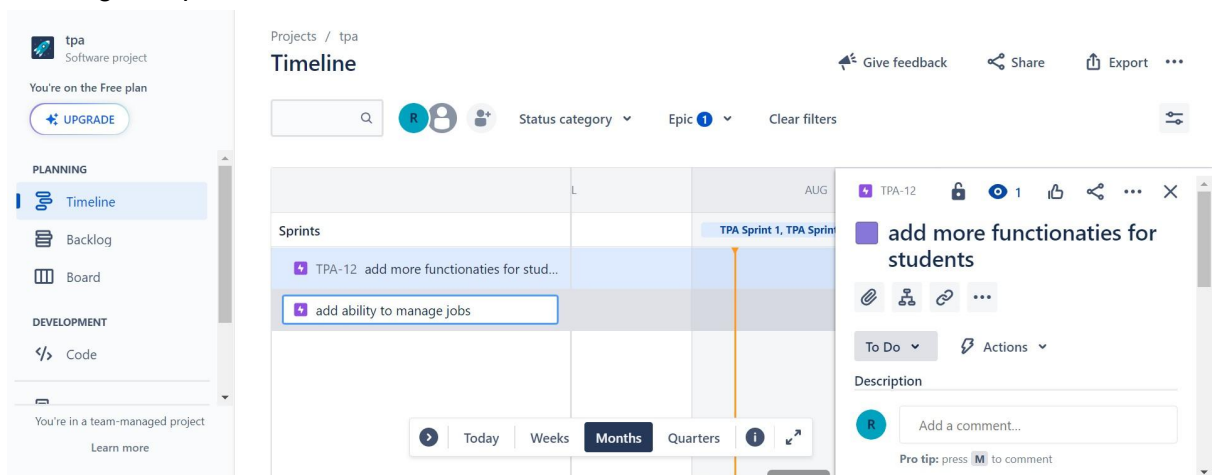 tpa
Software project
You're on the Free plan
UPGRADE
PLANNING
Timeline
Backlog
Board
DEVELOPMENT
Code
You're in a team-managed project
Learn more
Projects / tpa
Timeline
Give feedback Share Export
R Status category Epic 1 Clear filters
L AUG
Sprints TPA Sprint 1, TPA Sprint
TPA-12 add more functionaties for stud...
add ability to manage jobs
Today Weeks Months Quarters
TPA-12 1
add more functionaties for
students
To Do Actions
Description
R Add a comment...
Pro tip: press M to comment